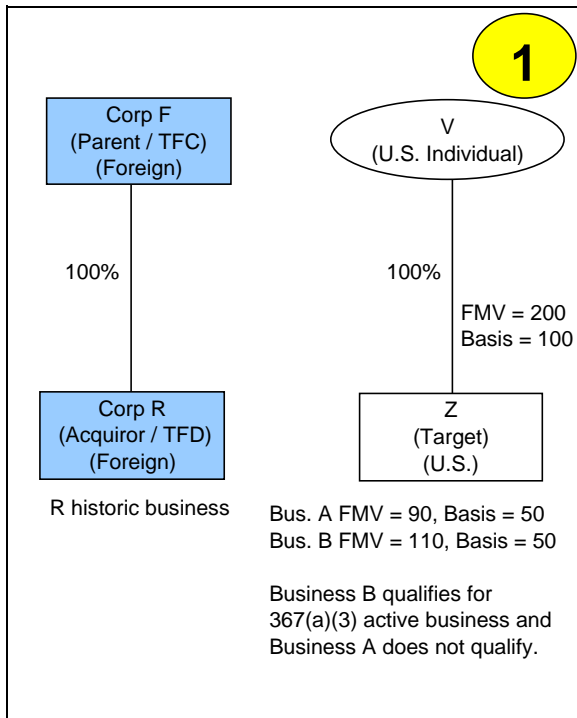 1
Corp F
(Parent / TFC)
(Foreign)
V
(U.S. Individual)
100%
100%
FMV = 200
Basis = 100
Corp R
(Acquiror / TFD)
(Foreign)
Z
(Target)
(U.S.)
R historic business
Bus. A FMV = 90, Basis = 50
Bus. B FMV = 110, Basis = 50
Business B qualifies for
367(a)(3) active business and
Business A does not qualify.